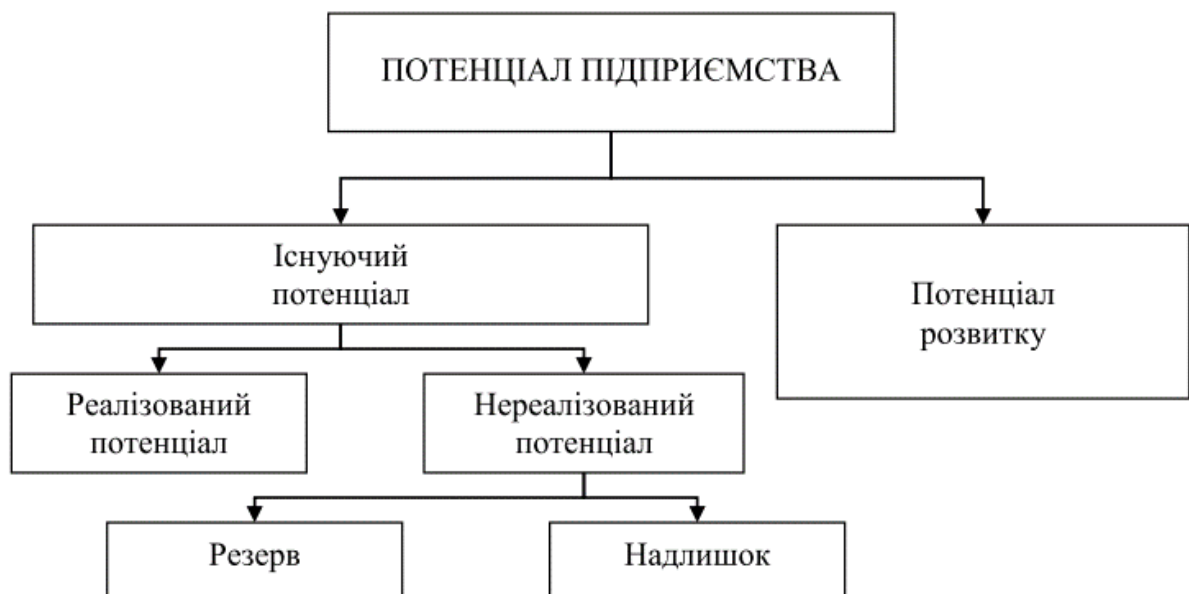 ПОТЕНЦІАЛ ПІДПРИЄМСТВА
Існуючий
потенціал
Потенціал
розвитку
Реалізований
потенціал
Нереалізований
потенціал
Резерв
Надлишок